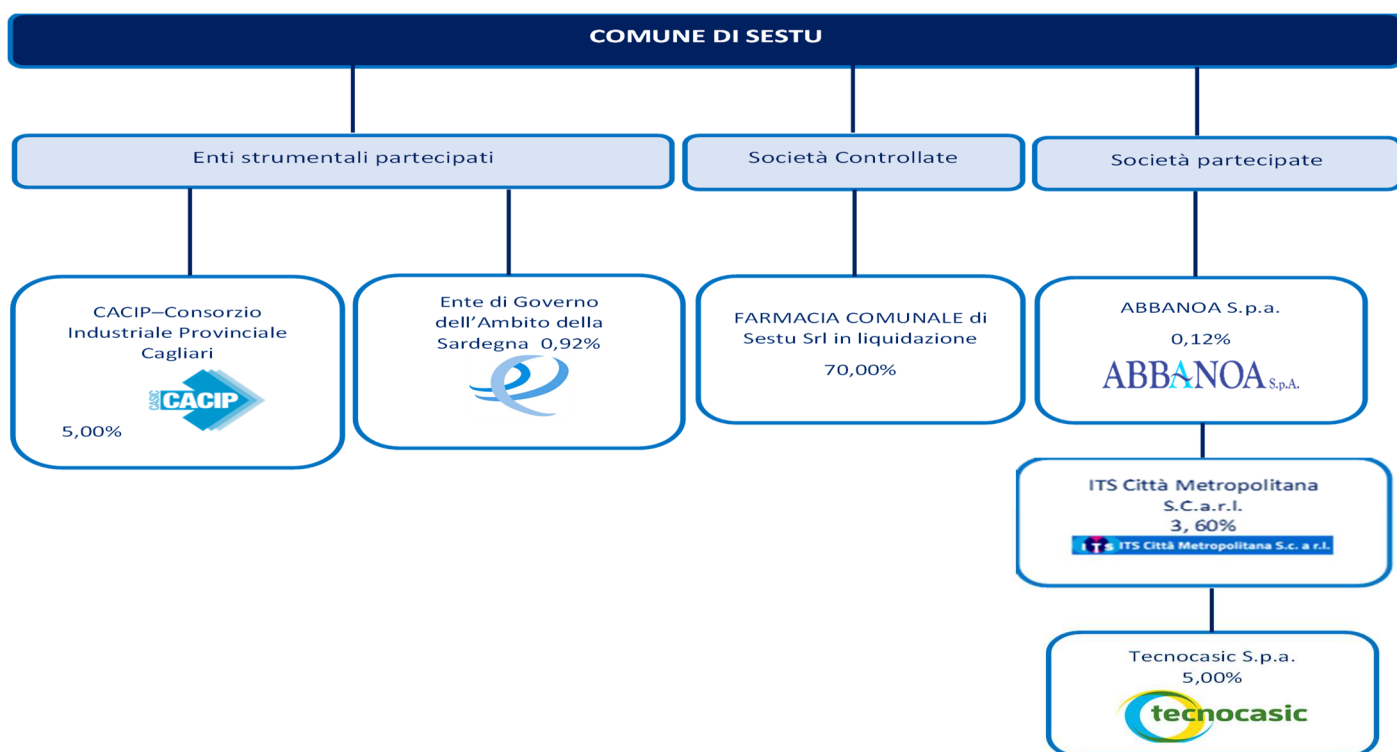 COMUNE DI SESTU
Enti strumentali partecipati
Società Controllate
Società partecipate
CACIP–Consorzio
Industriale Provinciale
Cagliari
CASIC
CACIP
5,00%
Ente di Governo
dell’Ambito della
Sardegna 0,92%
FARMACIA COMUNALE di
Sestu Srl in liquidazione
70,00%
ABBANOA S.p.a.
0,12%
ABBANOA S.p.A.
ITS Città Metropolitana
S.C.a.r.l.
3, 60%
ITS ITS Città Metropolitana S.c. a r.l.
Tecnocasic S.p.a.
5,00%
tecnocasic